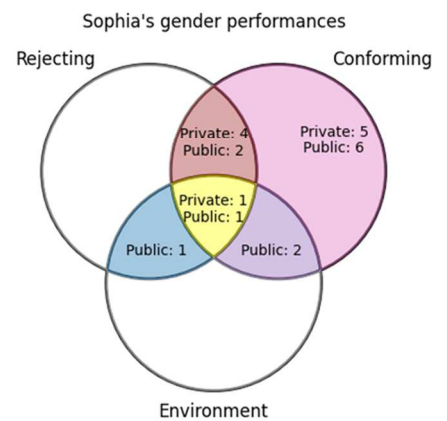 Sophia's gender performances
Rejecting
Conforming
Private: 4
Public: 2
Private: 5
Public: 6
Private: 1
Public: 1
Public: 1
Public: 2
Environment